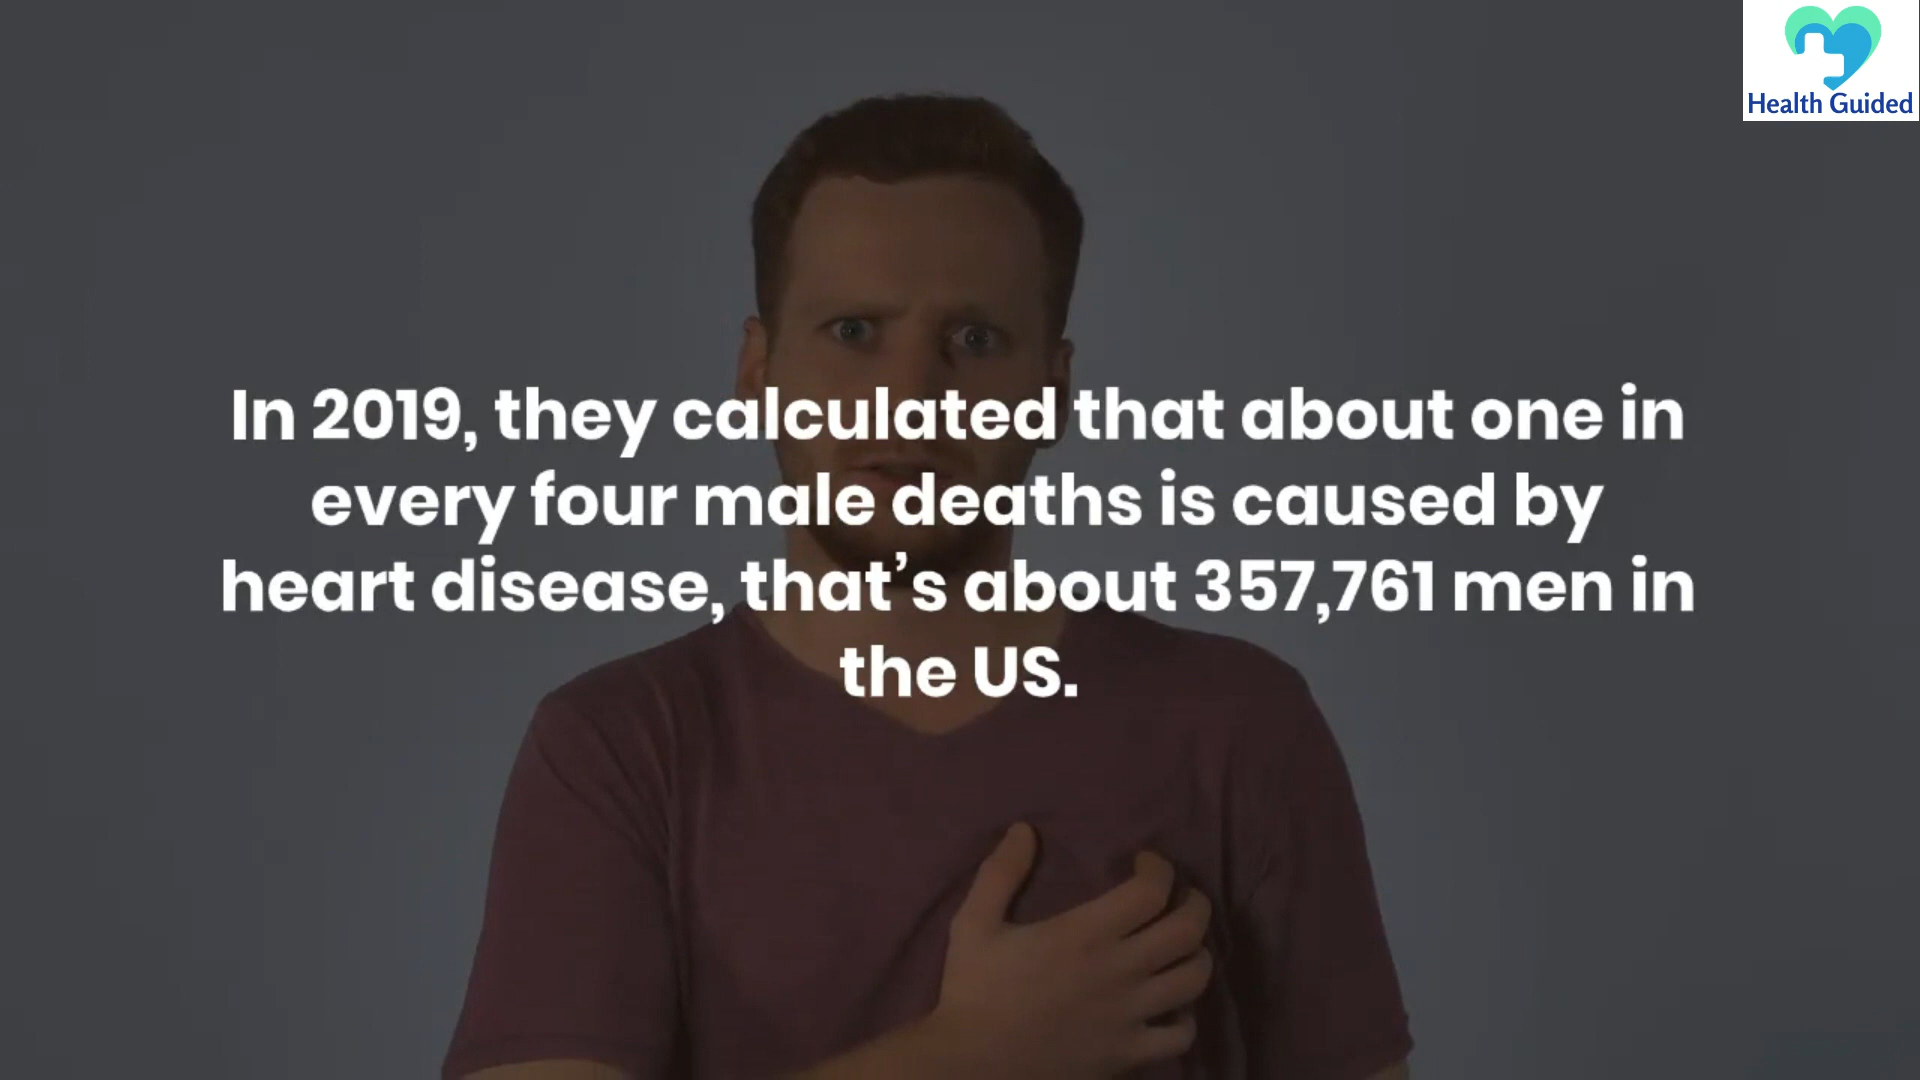 Health Guided
In 2019, they calculated that about one in
every four male deaths is caused by
heart disease, that’s about 357,761 men in
the US.